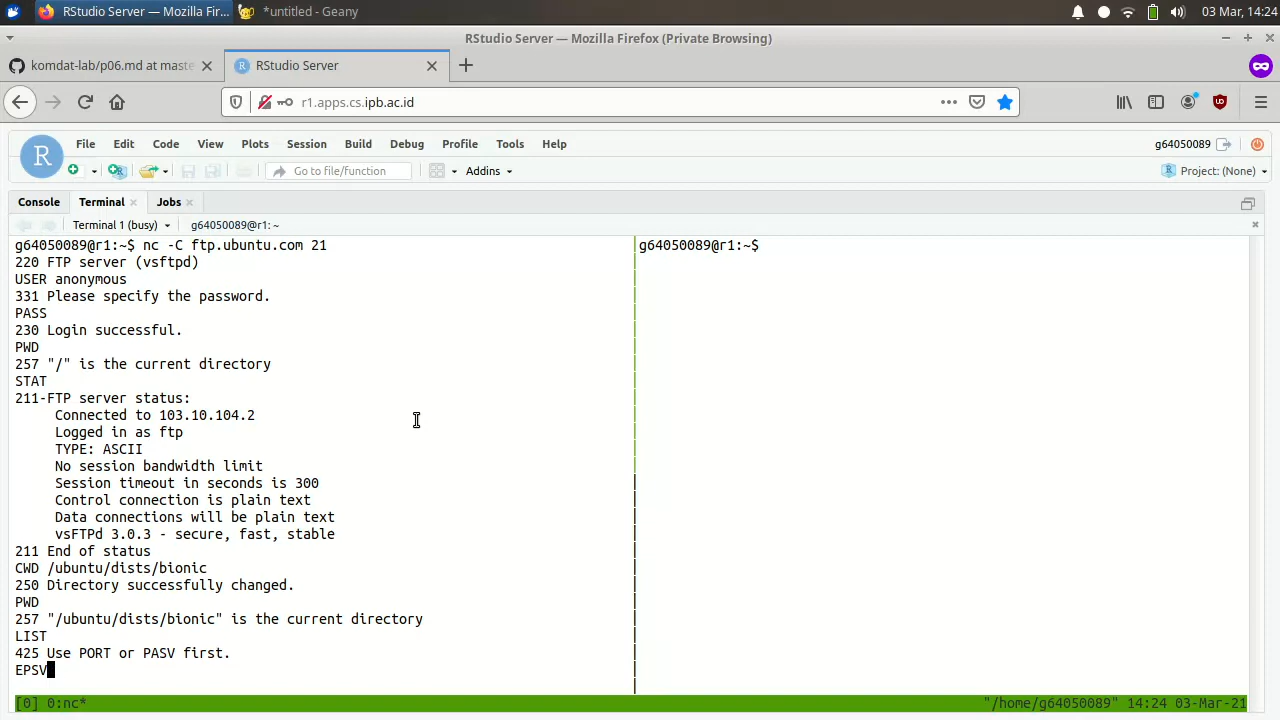 RStudio Server — Mozilla Fir...
*untitled - Geany
03 Mar, 14:24
RStudio Server — Mozilla Firefox (Private Browsing)
komdat-lab/p06.md at maste
RStudio Server
r1.apps.cs.ipb.ac.id
File Edit Code View Plots Session Build Debug Profile Tools Help
g64050089
Go to file/function
Addins
Project: (None)
Console Terminal Jobs
Terminal 1 (busy)
g64050089@r1: ~
g64050089@r1:~$ nc -C ftp.ubuntu.com 21
220 FTP server (vsftpd)
USER anonymous
331 Please specify the password.
PASS
230 Login successful.
PWD
257 "/" is the current directory
STAT
211-FTP server status:
Connected to 103.10.104.2
Logged in as ftp
TYPE: ASCII
No session bandwidth limit
Session timeout in seconds is 300
Control connection is plain text
Data connections will be plain text
vsFTPd 3.0.3 - secure, fast, stable
211 End of status
CWD /ubuntu/dists/bionic
250 Directory successfully changed.
PWD
257 "/ubuntu/dists/bionic" is the current directory
LIST
425 Use PORT or PASV first.
EPSV
g64050089@r1:~$
[0] 0:nc*
"/home/g64050089" 14:24 03-Mar-21